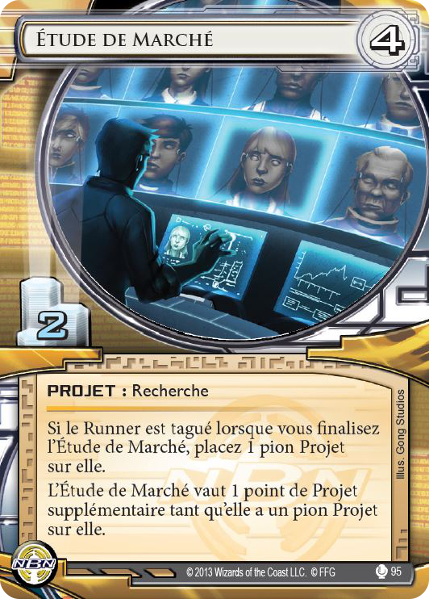 ÉTUDE DE MARCHÉ
4
2
PROJET : Recherche
Si le Runner est tagué lorsque vous finalisez
l'Étude de Marché, placez 1 pion Projet
sur elle.
L'Étude de Marché vaut 1 point de Projet
supplémentaire tant qu'elle a un pion Projet
sur elle.
Illus. Gong Studios
NBN
NBN
© 2013 Wizards of the Coast LLC. © FFG
95